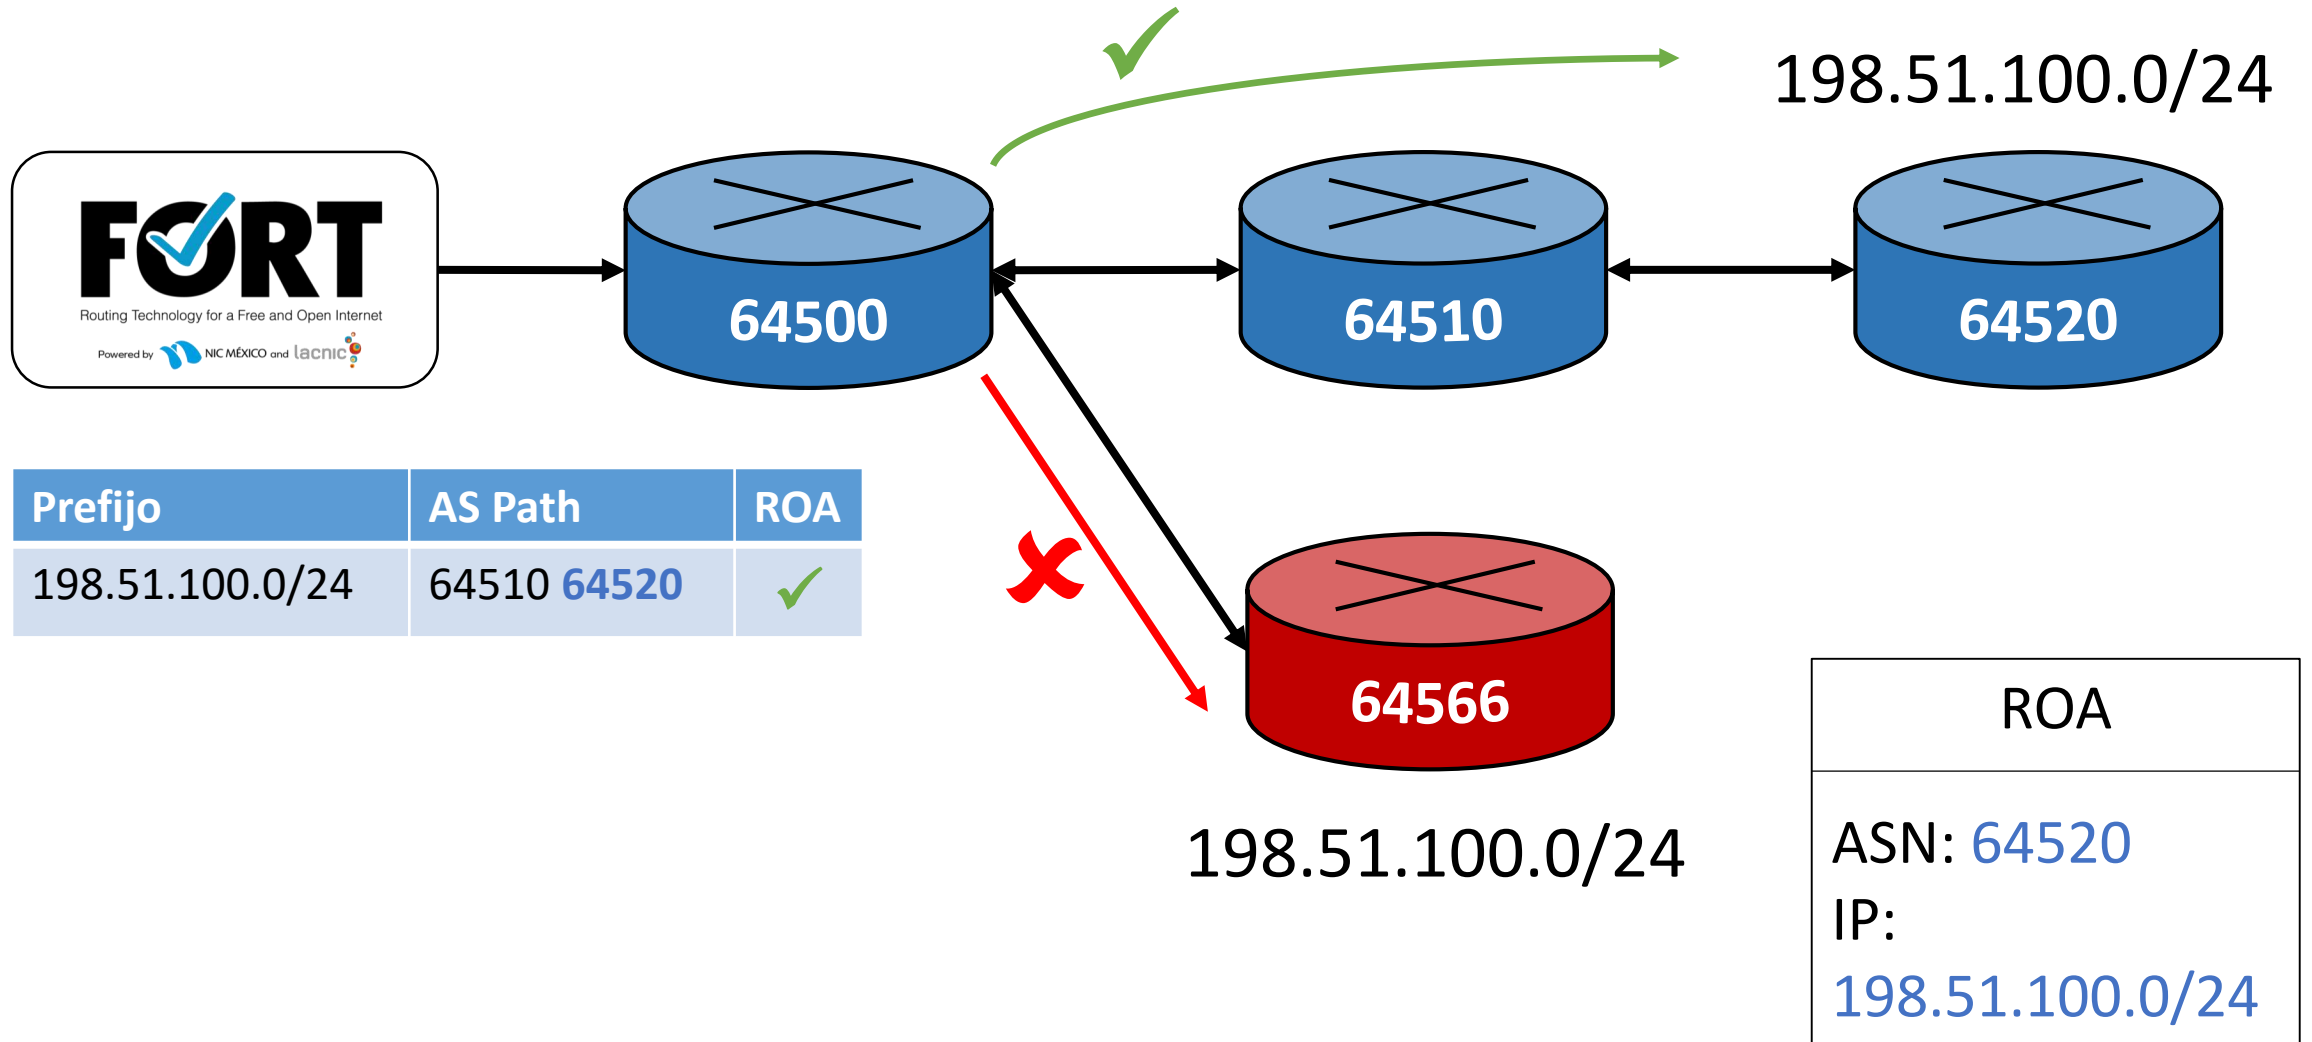 198.51.100.0/24
FORT
Routing Technology for a Free and Open Internet
Powered by NIC MÉXICO and lacnic
64500
64510
64520
Prefijo AS Path ROA
198.51.100.0/24 64510 64520
64566
198.51.100.0/24
ROA
ASN: 64520
IP:
198.51.100.0/24